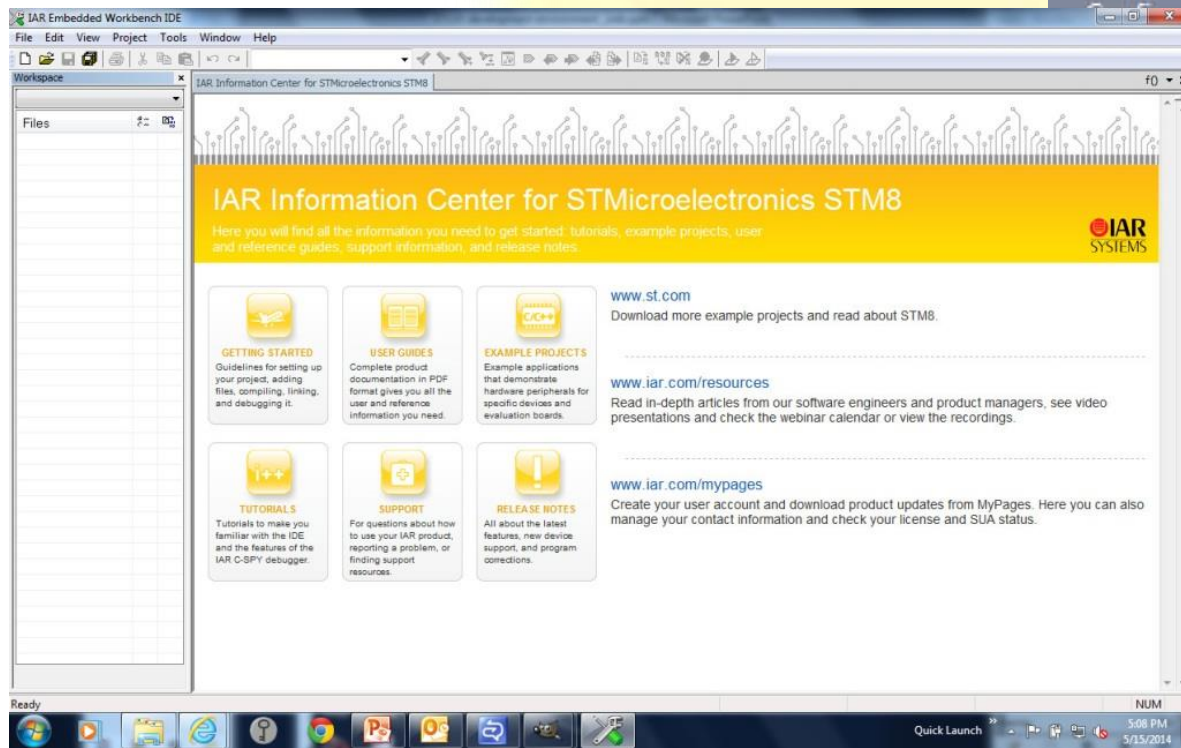 IAR Embedded Workbench IDE
File Edit View Project Tools Window Help
Workspace
IAR Information Center for STMicroelectronics STM8
f()
Files
IAR Information Center for STMicroelectronics STM8
Here you will find all the information you need to get started: tutorials, example projects, user
and reference guides, support information, and release notes.
IAR
SYSTEMS
GETTING STARTED
Guidelines for setting up
your project, adding
files, compiling, linking,
and debugging it.
USER GUIDES
Complete product
documentation in PDF
format gives you all the
user and reference
information you need.
C/C++
EXAMPLE PROJECTS
Example applications
that demonstrate
hardware peripherals for
specific devices and
evaluation boards.
i++
TUTORIALS
Tutorials to make you
familiar with the IDE
and the features of the
IAR C-SPY debugger.
SUPPORT
For questions about how
to use your IAR product,
reporting a problem, or
finding support
resources.
RELEASE NOTES
All about the latest
features, new device
support, and program
corrections.
www.st.com
Download more example projects and read about STM8.
www.iar.com/resources
Read in-depth articles from our software engineers and product managers, see video
presentations and check the webinar calendar or view the recordings.
www.iar.com/mypages
Create your user account and download product updates from MyPages. Here you can also
manage your contact information and check your license and SUA status.
Ready
NUM
Quick Launch
5:08 PM
5/15/2014